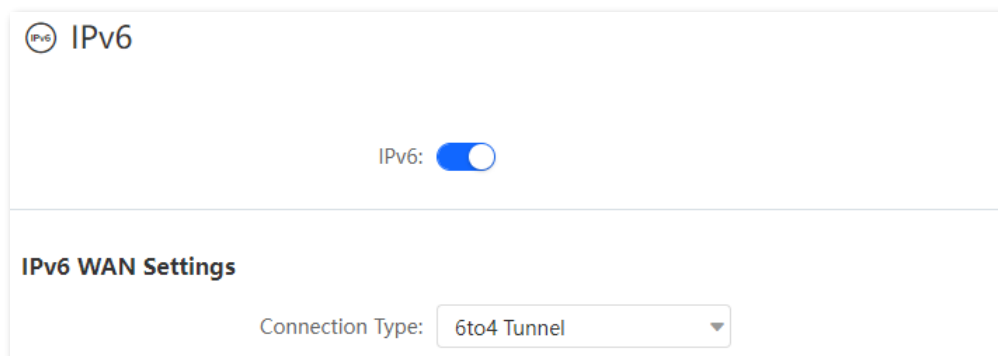 IPv6 IPv6
IPv6:
IPv6 WAN Settings
Connection Type: 6to4 Tunnel